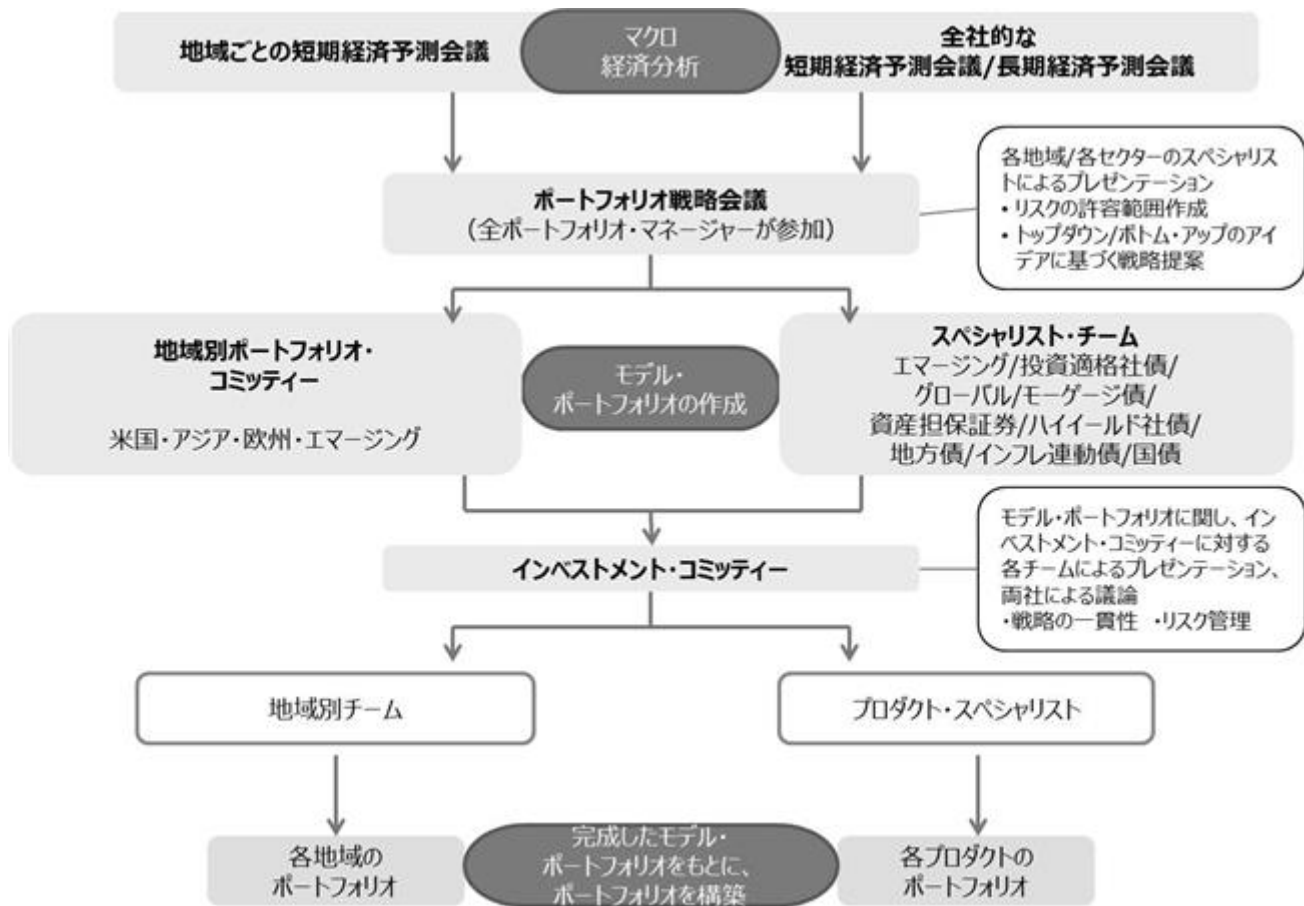 地域ごとの短期経済予測会議
マクロ
経済分析
全社的な
短期経済予測会議/長期経済予測会議
各地域/各セクターのスペシャリス
トによるプレゼンテーション
・リスクの許容範囲作成
・トップダウン/ボトム・アップのアイ
デアに基づく戦略提案
ポートフォリオ戦略会議
(全ポートフォリオ・マネージャーが参加)
地域別ポートフォリオ・
コミッティー
米国・アジア・欧州・エマージング
モデル・
ポートフォリオの作成
スペシャリスト・チーム
エマージング/投資適格社債/
グローバル/モーゲージ債/
資産担保証券/ハイイールド社債/
地方債/インフレ連動債/国債
インベストメント・コミッティー
モデル・ポートフォリオに関し、イン
ベストメント・コミッティーに対する
各チームによるプレゼンテーション、
両社による議論
・戦略の一貫性 ・リスク管理
地域別チーム
プロダクト・スペシャリスト
各地域の
ポートフォリオ
完成したモデル・
ポートフォリオをもとに、
ポートフォリオを構築
各プロダクトの
ポートフォリオ